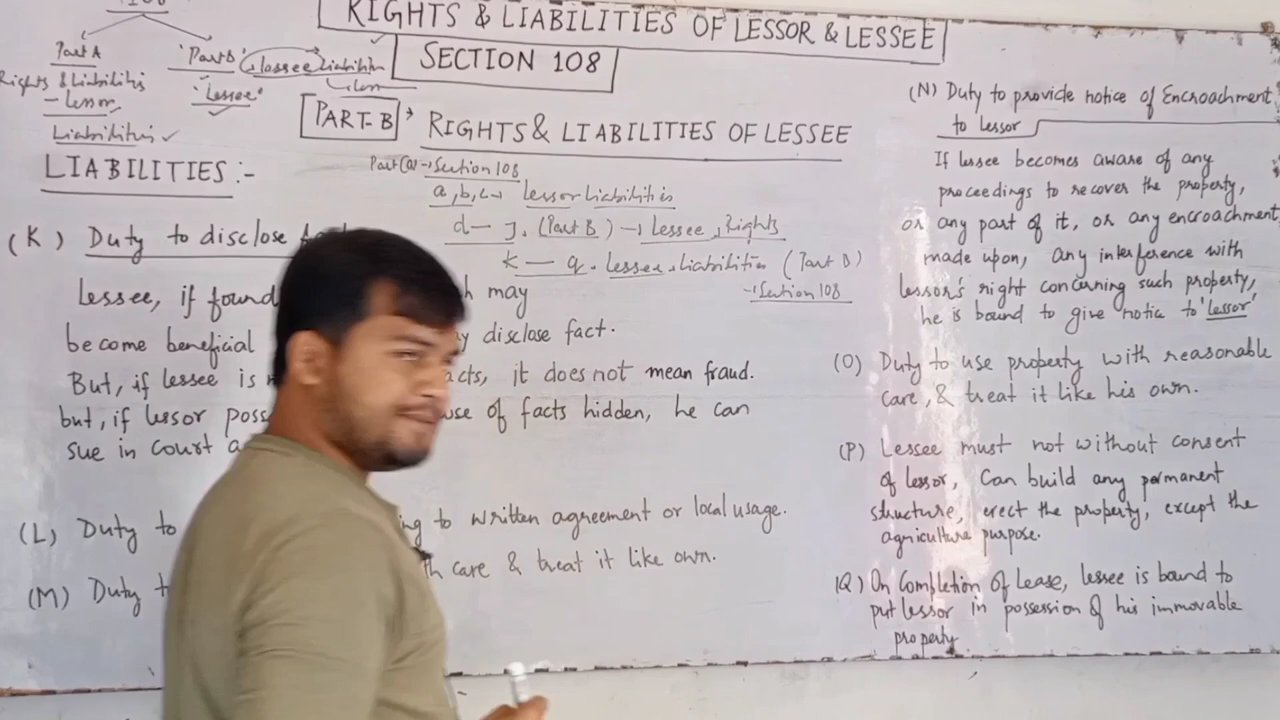 108
RIGHTS & LIABILITIES OF LESSOR & LESSEE
SECTION 108
Part A
Rights & Liabilities
- Lessor
Liabilities ✓
'PartB' (Lessee Liabilities
'Lessee'
PART-B
RIGHTS & LIABILITIES OF LESSEE
Section 108
a, b, c → lessor liabilities
d — j. (Part B) → Lessee, Rights
k — q. lessee liabilities (Part B)
→ Section 108
LIABILITIES :-
(K) Duty to disclose
Lessee, if found may
become beneficial disclose fact.
But, if lessee is acts, it does not mean fraud.
but, if lessor poss use of facts hidden, he can
sue in court
(L) Duty to ing to written agreement or local usage.
(M) Duty th care & treat it like own.
(N) Duty to provide notice of Encroachment
to lessor
If lessee becomes aware of any
proceedings to recover the property,
or any part of it, or any encroachment
made upon, any interference with
lessor's right concerning such property,
he is bound to give notice to 'lessor'
(O) Duty to use property with reasonable
care, & treat it like his own.
(P) Lessee must not without consent
of lessor, Can build any permanent
structure, erect the property, except the
agriculture purpose.
(Q) On Completion of Lease, lessee is bound to
put lessor in possession of his immovable
property.